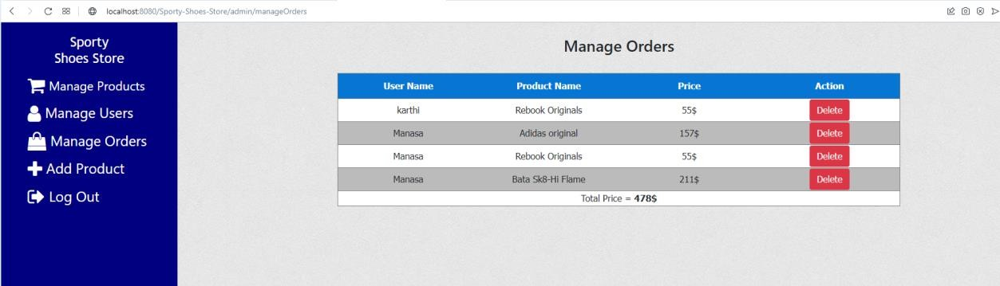 localhost:8080/Sporty-Shoes-Store/admin/manageOrders
Sporty
Shoes Store
Manage Products
Manage Users
Manage Orders
Add Product
Log Out
Manage Orders
User Name Product Name Price Action
karthi Rebook Originals 55$ Delete
Manasa Adidas original 157$ Delete
Manasa Rebook Originals 55$ Delete
Manasa Bata Sk8-Hi Flame 211$ Delete
Total Price = 478$